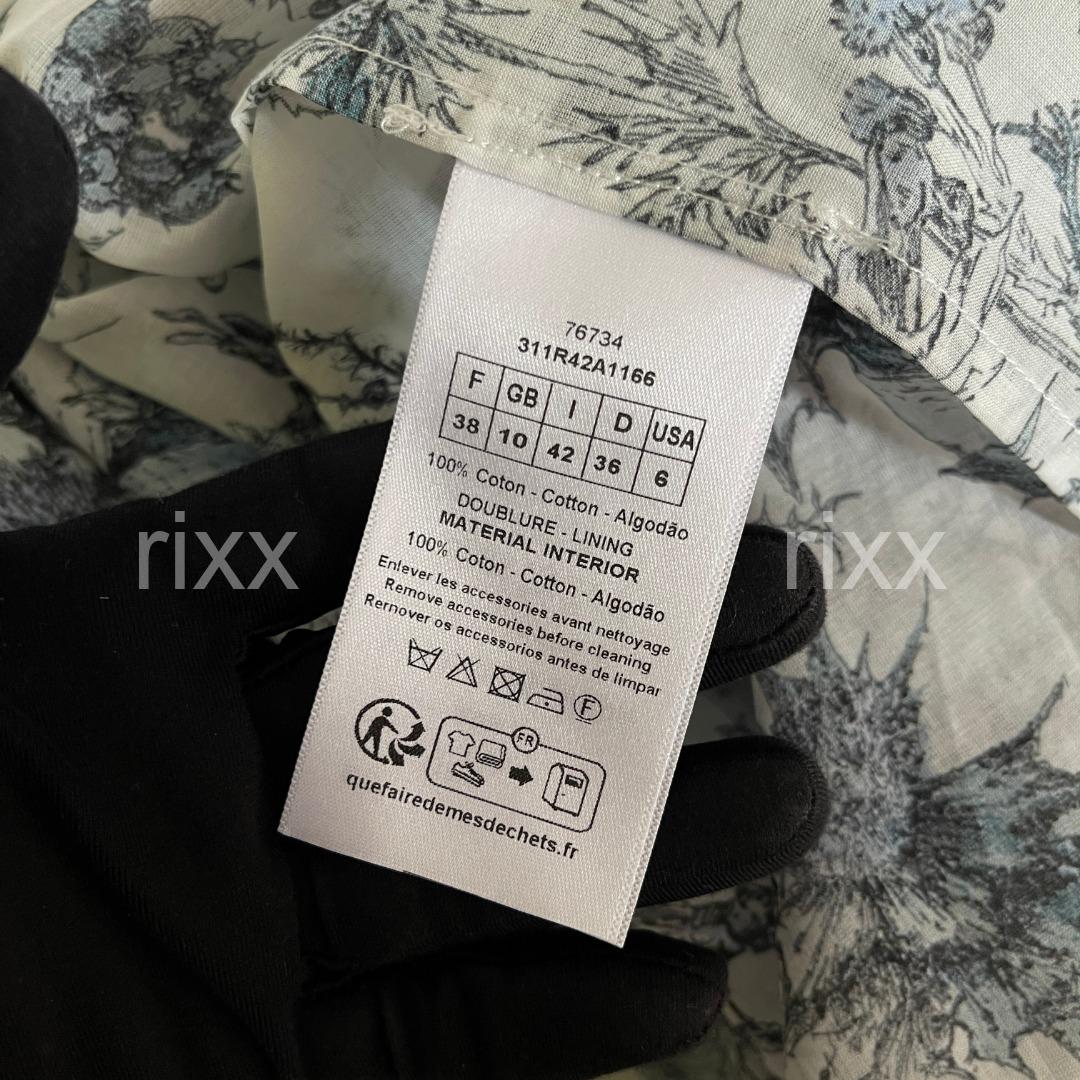 76734
311R42A1166
F GB I D USA
38 10 42 36 6
100% Coton - Cotton - Algodão
DOUBLURE - LINING
MATERIAL INTERIOR
100% Coton - Cotton - Algodão
Enlever les accessories avant nettoyage
Remove accessories before cleaning
Rernover os accessorios antes de limpar
F
FR
quefairedemesdechets.fr
rixx rixx